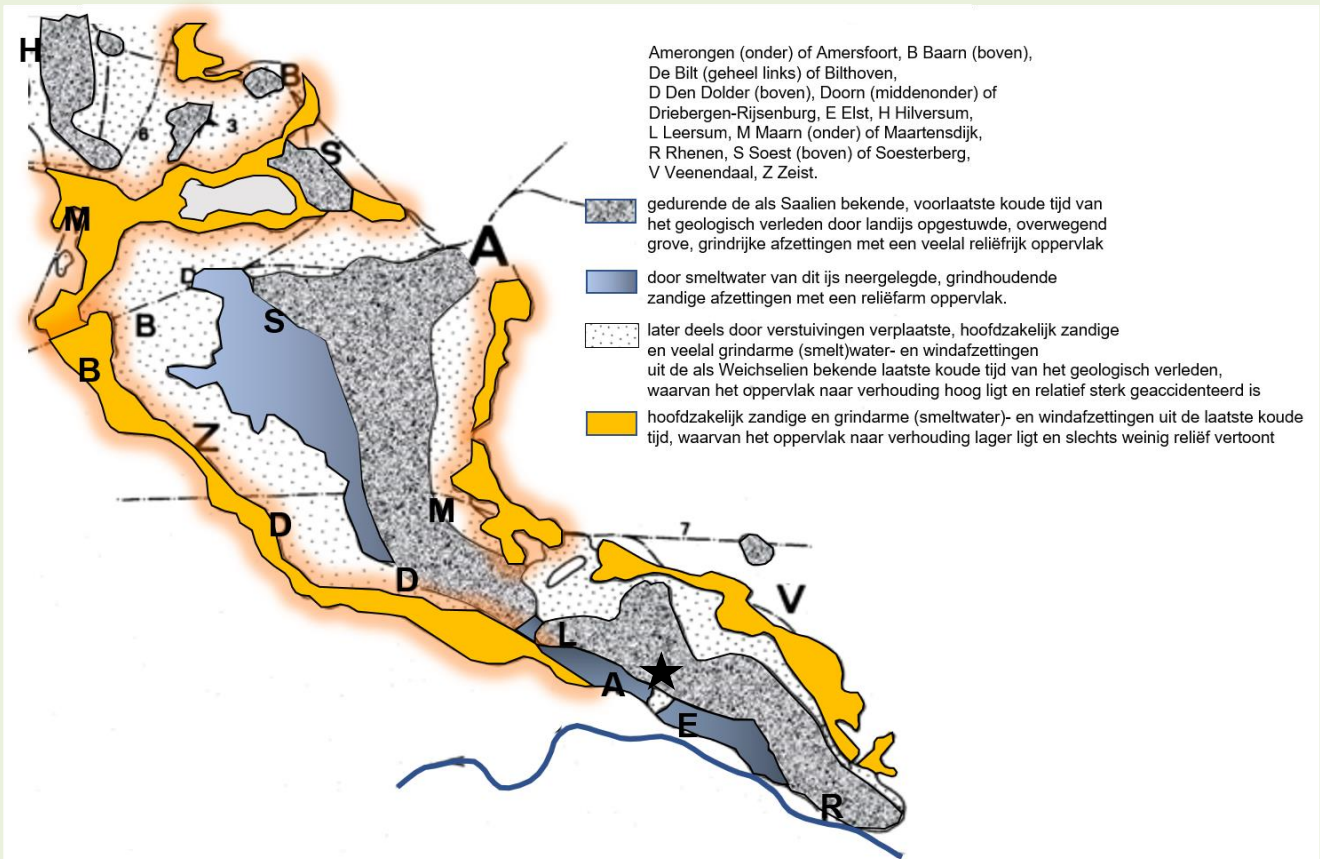 Amerongen (onder) of Amersfoort, B Baarn (boven),
De Bilt (geheel links) of Bilthoven,
D Den Dolder (boven), Doorn (middenonder) of
Driebergen-Rijsenburg, E Elst, H Hilversum,
L Leersum, M Maarn (onder) of Maartensdijk,
R Rhenen, S Soest (boven) of Soesterberg,
V Veenendaal, Z Zeist.
gedurende de als Saalien bekende, voorlaatste koude tijd van
het geologisch verleden door landijs opgestuwde, overwegend
grove, grindrijke afzettingen met een veelal reliëfrijk oppervlak
door smeltwater van dit ijs neergelegde, grindhoudende
zandige afzettingen met een reliëfarm oppervlak.
later deels door verstuivingen verplaatste, hoofdzakelijk zandige
en veelal grindarme (smelt)water- en windafzettingen
uit de als Weichselien bekende laatste koude tijd van het geologisch verleden,
waarvan het oppervlak naar verhouding hoog ligt en relatief sterk geaccidenteerd is
hoofdzakelijk zandige en grindarme (smeltwater)- en windafzettingen uit de laatste koude
tijd, waarvan het oppervlak naar verhouding lager ligt en slechts weinig reliëf vertoont
H
B
6
3
S
M
A
D
S
B
B
Z
M
D
7
D
V
L
A
E
R